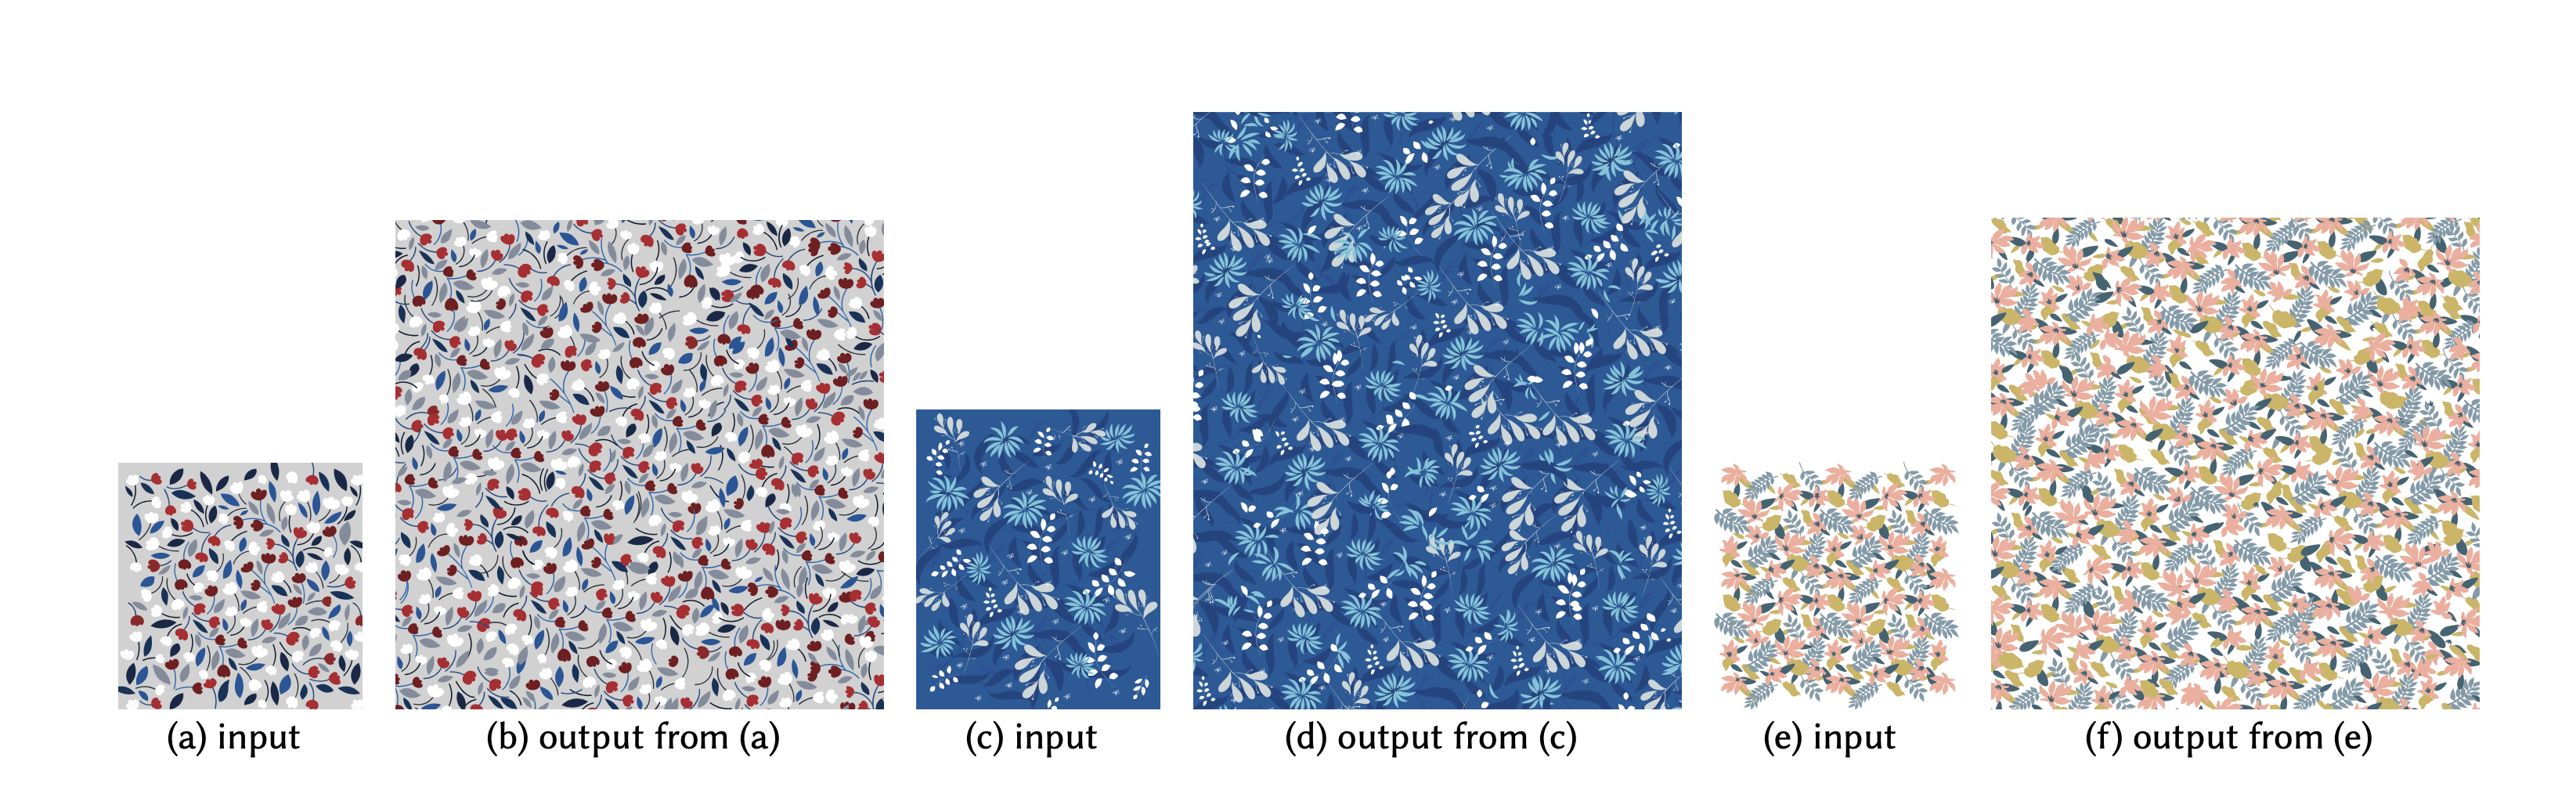 (a) input
(b) output from (a)
(c) input
(d) output from (c)
(e) input
(f) output from (e)